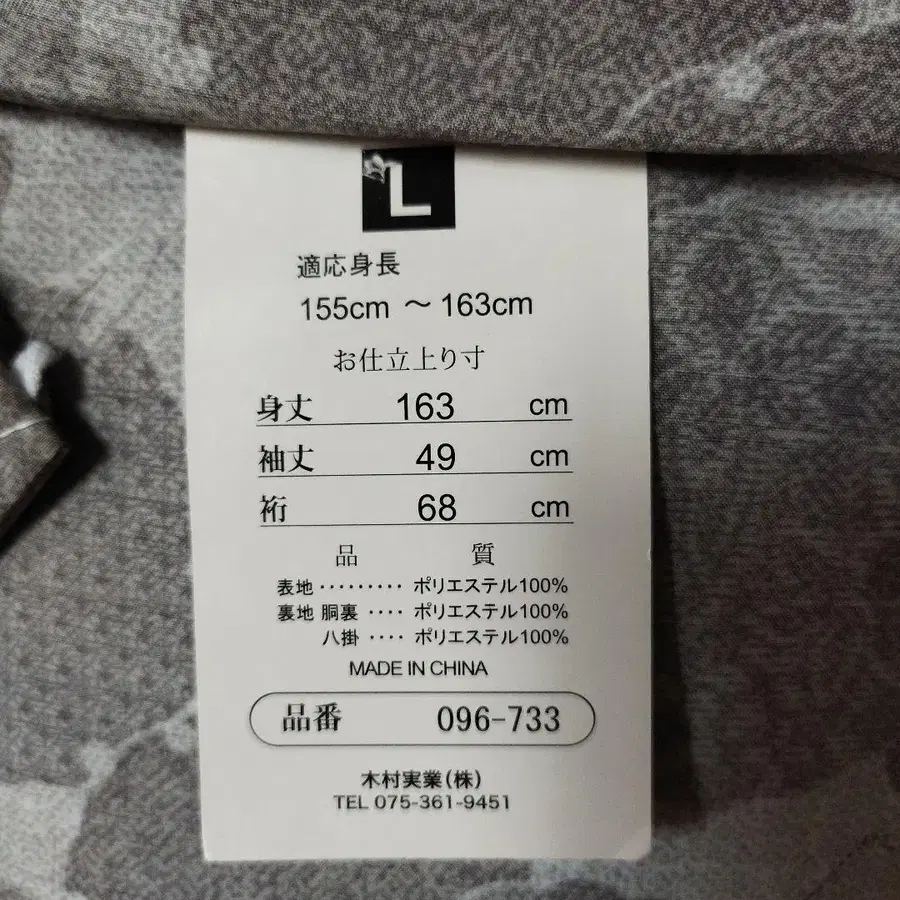 L
適応身長
155cm ～ 163cm
お仕立上り寸
身丈 163 cm
袖丈 49 cm
裄 68 cm
品 質
表地 ········· ポリエステル100%
裏地 胴裏 ···· ポリエステル100%
八掛 ···· ポリエステル100%
MADE IN CHINA
品番 096-733
木村実業(株)
TEL 075-361-9451